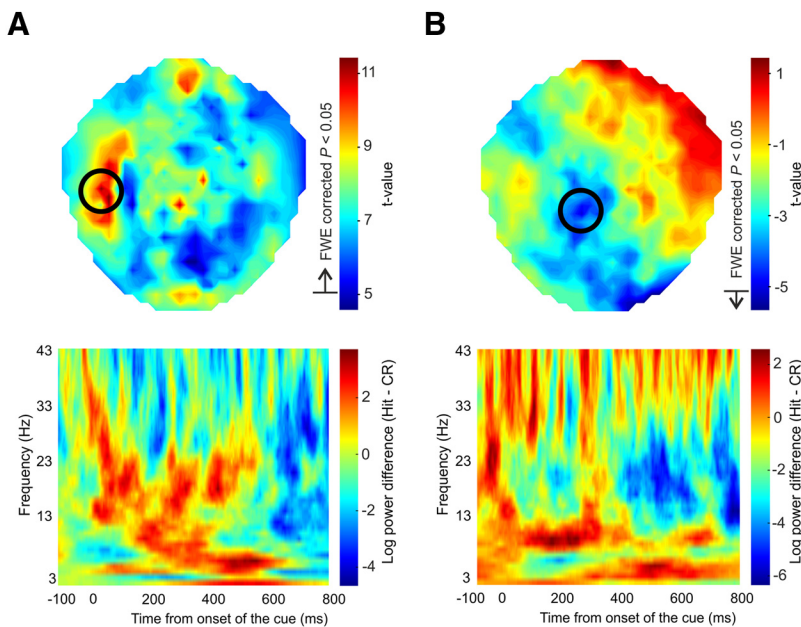 A
B
11
9
7
5
t-value
FWE corrected P < 0.05
1
-1
-3
-5
t-value
FWE corrected P < 0.05
43
33
23
13
3
Frequency (Hz)
-100 0 200 400 600 800
Time from onset of the cue (ms)
2
0
-2
-4
Log power difference (Hit - CR)
43
33
23
13
3
Frequency (Hz)
-100 0 200 400 600 800
Time from onset of the cue (ms)
2
0
-2
-4
-6
Log power difference (Hit - CR)